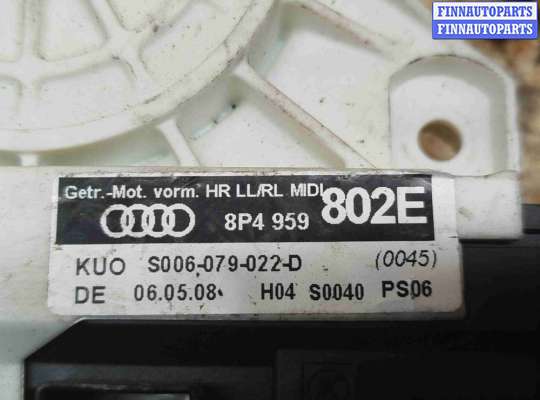 FINNAUTOPARTS
FINNAUTOPARTS
Getr.-Mot. vorm. HR LL/RL MIDI
8P4 959 802E
KUO S006-079-022-D (0045)
DE 06.05.08 H04 S0040 PS06